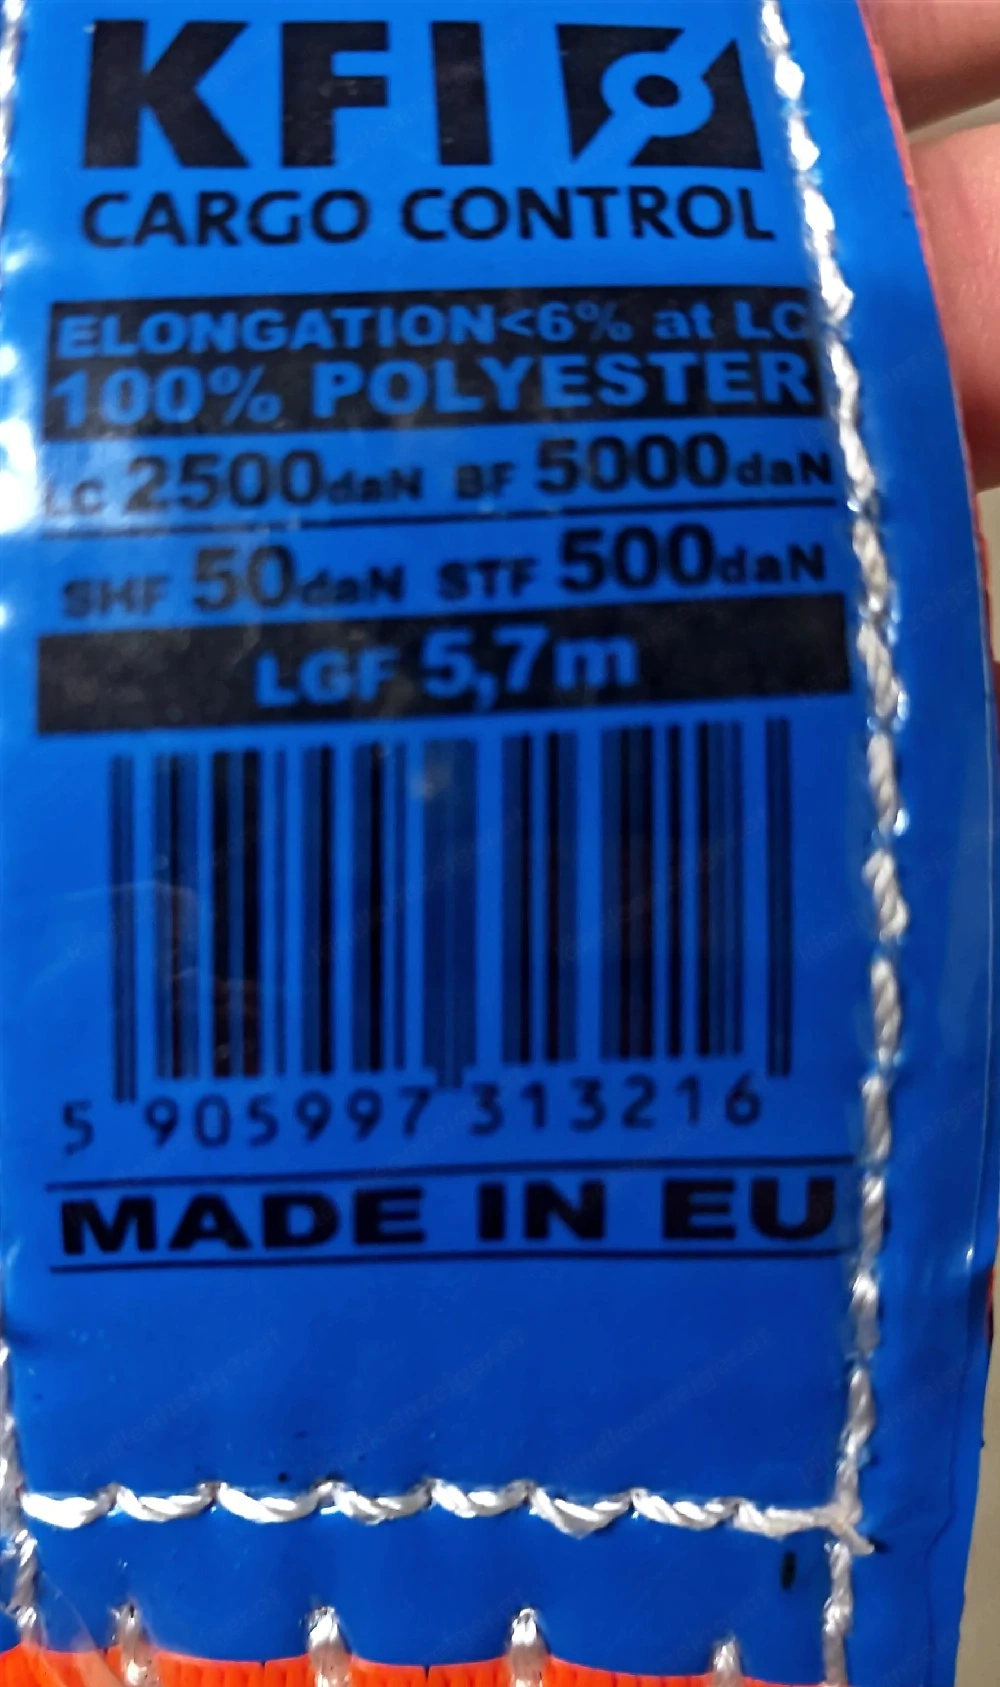 KFI
CARGO CONTROL
ELONGATION<6% at LC
100% POLYESTER
LC 2500daN BF 5000daN
SHF 50daN STF 500daN
LGF 5,7m
5 905997 313216
MADE IN EU